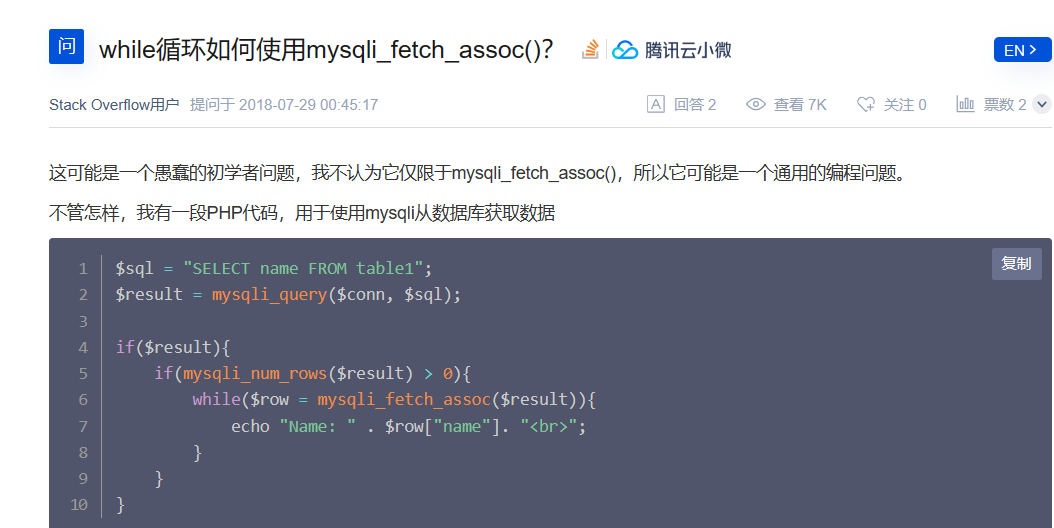 问 while循环如何使用mysqli_fetch_assoc()? 腾讯云小微 EN >
Stack Overflow用户 提问于 2018-07-29 00:45:17 A 回答 2 查看 7K 关注 0 票数 2
这可能是一个愚蠢的初学者问题，我不认为它仅限于mysqli_fetch_assoc()，所以它可能是一个通用的编程问题。
不管怎样，我有一段PHP代码，用于使用mysqli从数据库获取数据
复制
1 $sql = "SELECT name FROM table1";
2 $result = mysqli_query($conn, $sql);
3
4 if($result){
5 if(mysqli_num_rows($result) > 0){
6 while($row = mysqli_fetch_assoc($result)){
7 echo "Name: " . $row["name"]. "<br>";
8 }
9 }
10 }